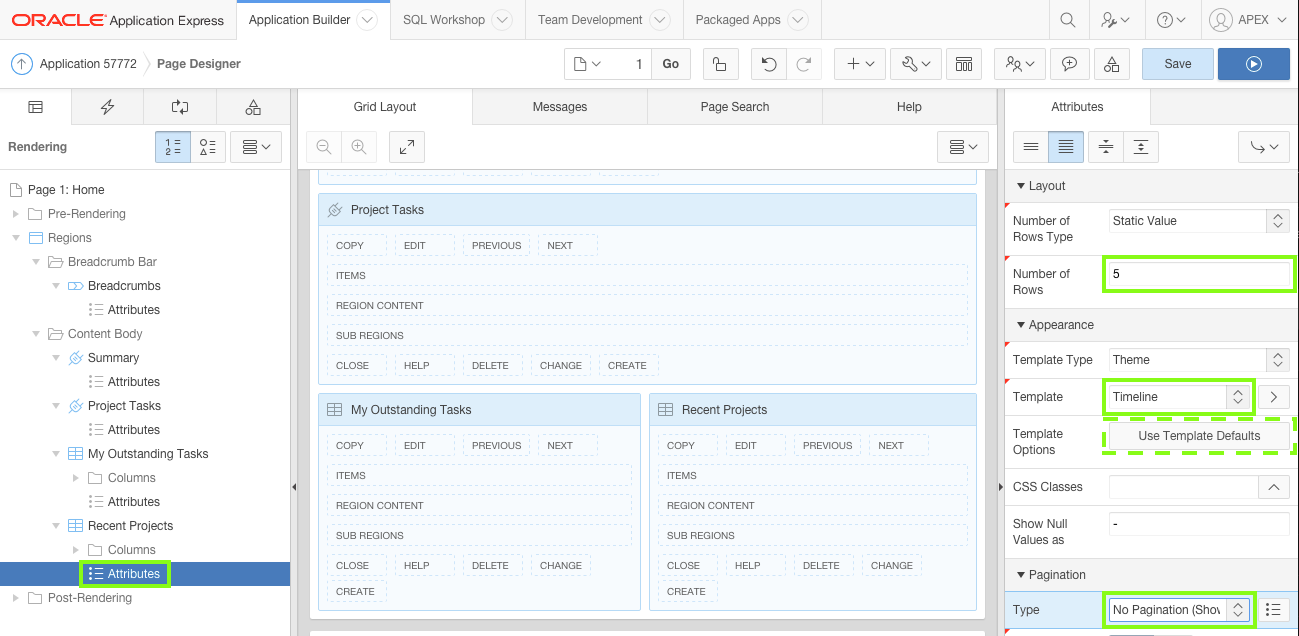 ORACLE Application Express Application Builder SQL Workshop Team Development Packaged Apps APEX
Application 57772 Page Designer 1 Go Save
Grid Layout Messages Page Search Help Attributes
Rendering
Page 1: Home
Pre-Rendering
Regions
Breadcrumb Bar
Breadcrumbs
Attributes
Content Body
Summary
Attributes
Project Tasks
Attributes
My Outstanding Tasks
Columns
Attributes
Recent Projects
Columns
Attributes
Post-Rendering
Project Tasks
COPY EDIT PREVIOUS NEXT
ITEMS
REGION CONTENT
SUB REGIONS
CLOSE HELP DELETE CHANGE CREATE
My Outstanding Tasks
COPY EDIT PREVIOUS NEXT
ITEMS
REGION CONTENT
SUB REGIONS
CLOSE HELP DELETE CHANGE
CREATE
Recent Projects
COPY EDIT PREVIOUS NEXT
ITEMS
REGION CONTENT
SUB REGIONS
CLOSE HELP DELETE CHANGE
CREATE
Layout
Number of
Rows Type
Static Value
Number of
Rows
5
Appearance
Template Type Theme
Template Timeline
Template
Options
Use Template Defaults
CSS Classes
Show Null
Values as
-
Pagination
Type No Pagination (Show